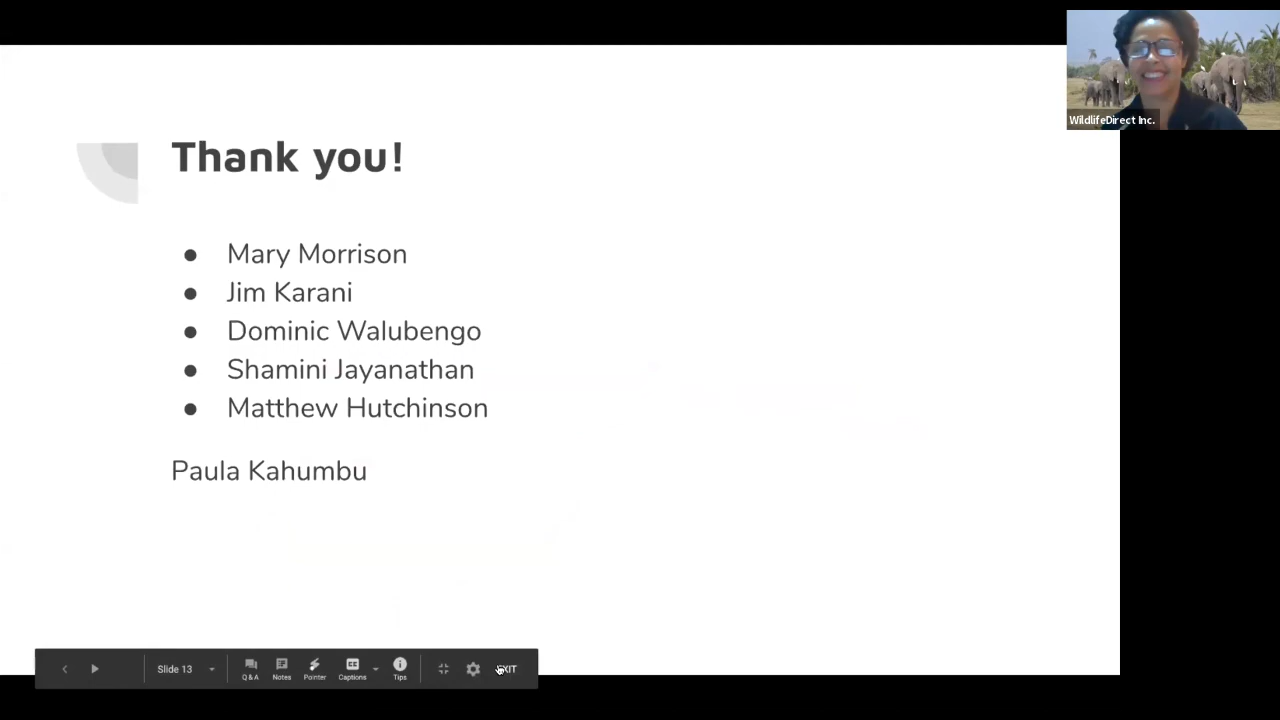 WildlifeDirect Inc.
Thank you!
● Mary Morrison
● Jim Karani
● Dominic Walubengo
● Shamini Jayanathan
● Matthew Hutchinson
Paula Kahumbu
Slide 13
Q & A
Notes
Pointer
Captions
Tips